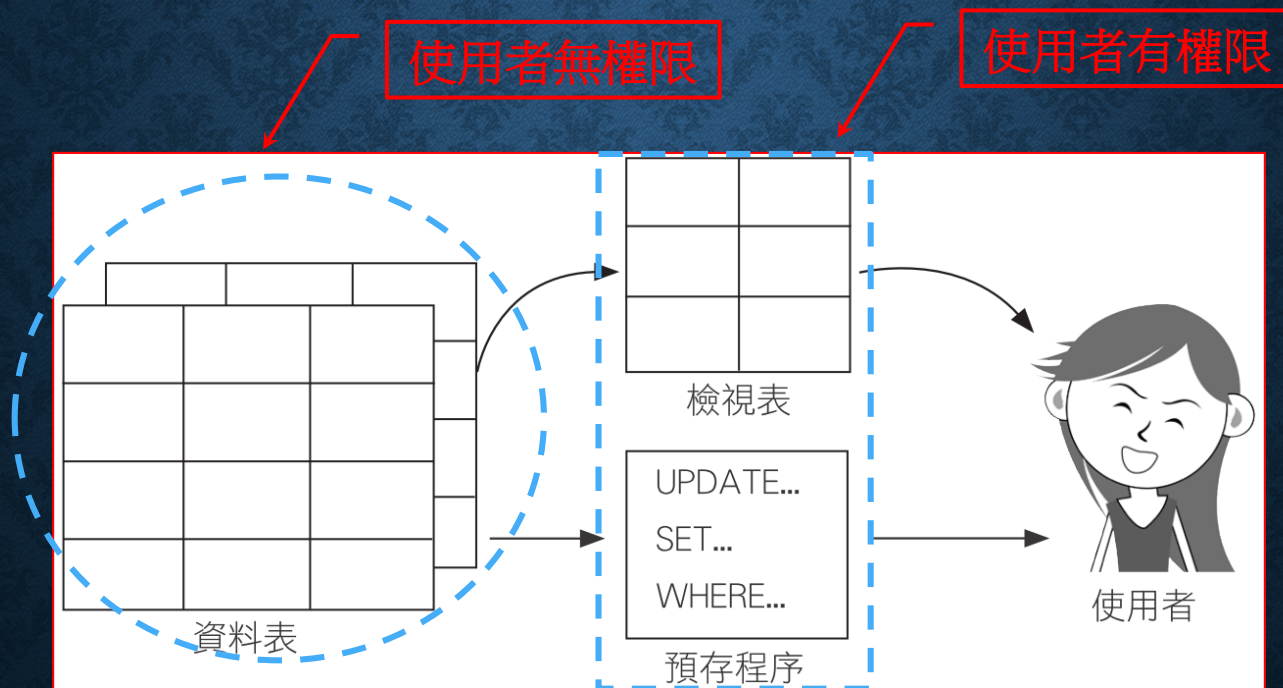 使用者無權限
使用者有權限
檢視表
UPDATE...
SET...
WHERE...
使用者
資料表
預存程序